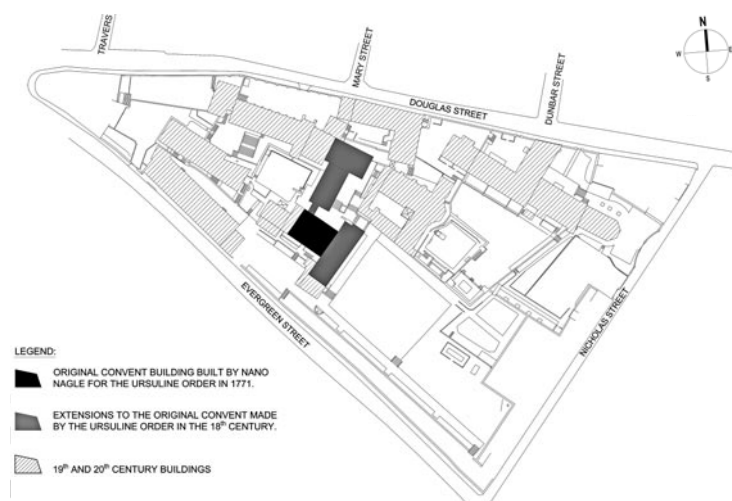 TRAVERS
MARY STREET
DOUGLAS STREET
DUNBAR STREET
N
W
E
S
EVERGREEN STREET
NICHOLAS STREET
LEGEND:
ORIGINAL CONVENT BUILDING BUILT BY NANO
NAGLE FOR THE URSULINE ORDER IN 1771.
EXTENSIONS TO THE ORIGINAL CONVENT MADE
BY THE URSULINE ORDER IN THE 18th CENTURY.
19th AND 20th CENTURY BUILDINGS